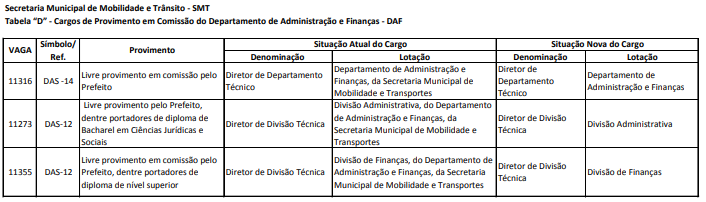 Secretaria Municipal de Mobilidade e Trânsito - SMT
Tabela “D” - Cargos de Provimento em Comissão do Departamento de Administração e Finanças - DAF
VAGA
Símbolo/
Ref.
Provimento
Situação Atual do Cargo
Situação Nova do Cargo
Denominação
Lotação
Denominação
Lotação
11316
DAS -14
Livre provimento em comissão pelo
Prefeito
Diretor de Departamento
Técnico
Departamento de Administração e
Finanças, da Secretaria Municipal de
Mobilidade e Transportes
Diretor de
Departamento
Técnico
Departamento de
Administração e Finanças
11273
DAS-12
Livre provimento pelo Prefeito,
dentre portadores de diploma de
Bacharel em Ciências Jurídicas e
Sociais
Diretor de Divisão Técnica
Divisão Administrativa, do Departamento
de Administração e Finanças, da
Secretaria Municipal de Mobilidade e
Transportes
Diretor de Divisão
Técnica
Divisão Administrativa
11355
DAS-12
Livre provimento em comissão pelo
Prefeito, dentre portadores de
diploma de nível superior
Diretor de Divisão Técnica
Divisão de Finanças, do Departamento de
Administração e Finanças, da Secretaria
Municipal de Mobilidade e Transportes
Diretor de Divisão
Técnica
Divisão de Finanças